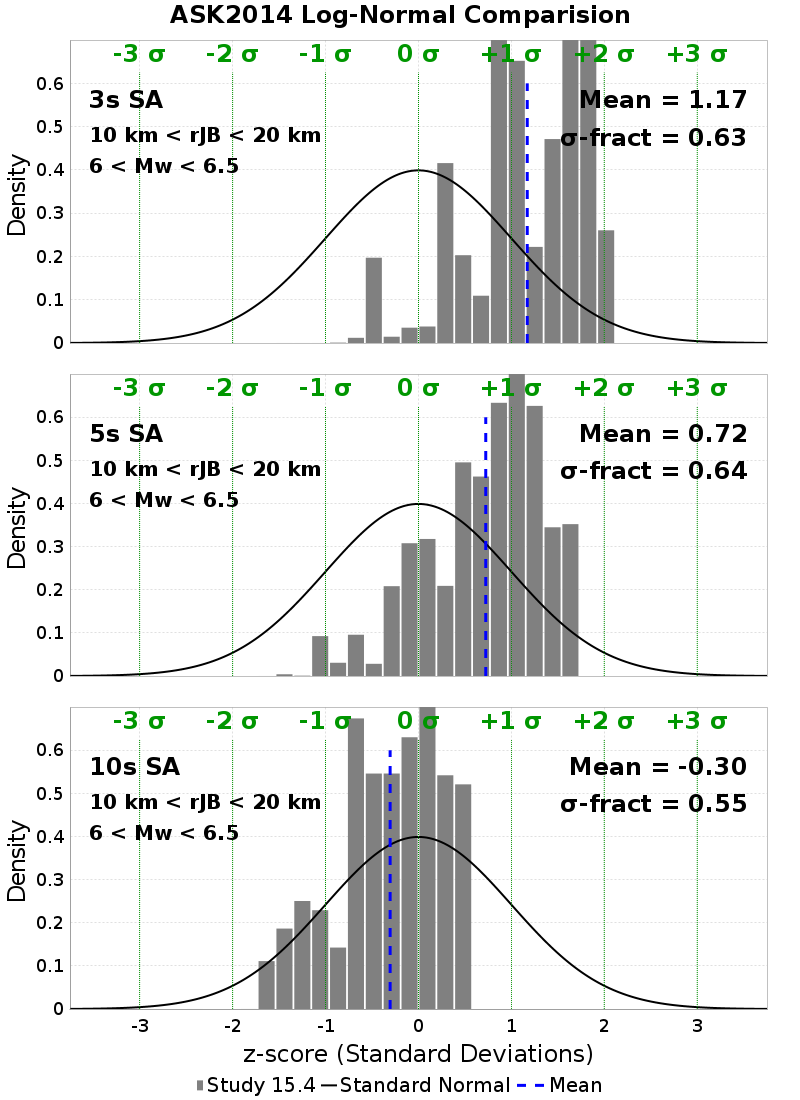 ASK2014 Log-Normal Comparision
-3 σ -2 σ -1 σ 0 σ +1 σ +2 σ +3 σ
3s SA
Mean = 1.17
10 km < rJB < 20 km
σ-fract = 0.63
6 < Mw < 6.5
0.6
0.5
0.4
0.3
0.2
0.1
0
Density
-3 σ -2 σ -1 σ 0 σ +1 σ +2 σ +3 σ
5s SA
Mean = 0.72
10 km < rJB < 20 km
σ-fract = 0.64
6 < Mw < 6.5
0.6
0.5
0.4
0.3
0.2
0.1
0
Density
-3 σ -2 σ -1 σ 0 σ +1 σ +2 σ +3 σ
10s SA
Mean = -0.30
10 km < rJB < 20 km
σ-fract = 0.55
6 < Mw < 6.5
0.6
0.5
0.4
0.3
0.2
0.1
0
Density
-3 -2 -1 0 1 2 3
z-score (Standard Deviations)
Study 15.4 Standard Normal Mean